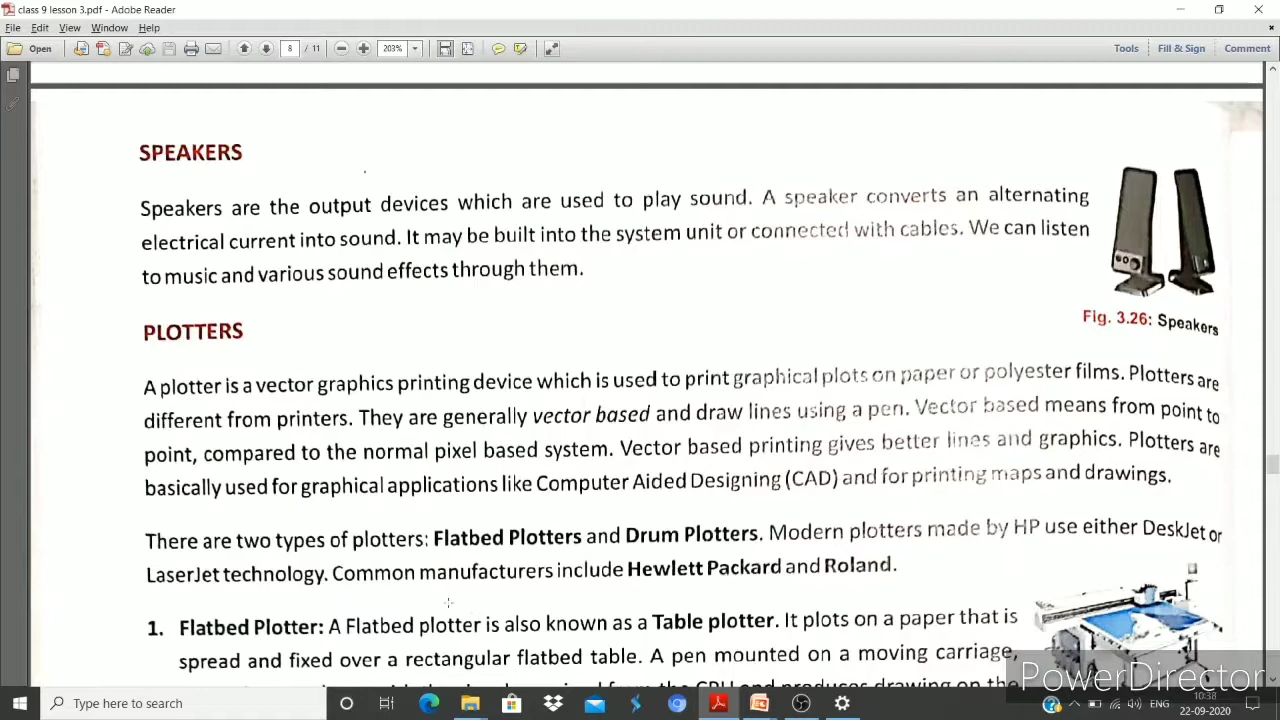 class 9 lesson 3.pdf - Adobe Reader
File Edit View Window Help
Open 8 / 11 203% Tools Fill & Sign Comment
SPEAKERS
Speakers are the output devices which are used to play sound. A speaker converts an alternating
electrical current into sound. It may be built into the system unit or connected with cables. We can listen
to music and various sound effects through them.
Fig. 3.26: Speakers
PLOTTERS
A plotter is a vector graphics printing device which is used to print graphical plots on paper or polyester films. Plotters are
different from printers. They are generally vector based and draw lines using a pen. Vector based means from point to
point, compared to the normal pixel based system. Vector based printing gives better lines and graphics. Plotters are
basically used for graphical applications like Computer Aided Designing (CAD) and for printing maps and drawings.
There are two types of plotters: Flatbed Plotters and Drum Plotters. Modern plotters made by HP use either DeskJet or
LaserJet technology. Common manufacturers include Hewlett Packard and Roland.
1. Flatbed Plotter: A Flatbed plotter is also known as a Table plotter. It plots on a paper that is
spread and fixed over a rectangular flatbed table. A pen mounted on a moving carriage,
from the CPU and produces drawing on the
PowerDirector
Type here to search
ENG
10:38
22-09-2020